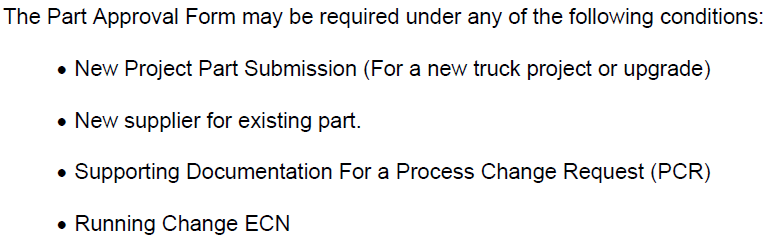 The Part Approval Form may be required under any of the following conditions:
• New Project Part Submission (For a new truck project or upgrade)
• New supplier for existing part.
• Supporting Documentation For a Process Change Request (PCR)
• Running Change ECN